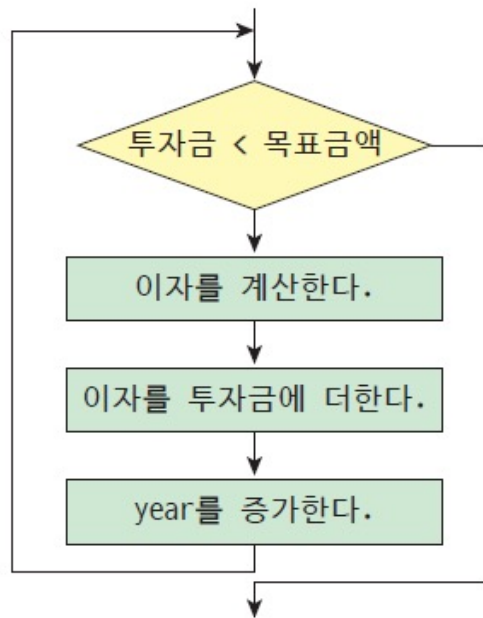 투자금 < 목표금액
이자를 계산한다.
이자를 투자금에 더한다.
year를 증가한다.